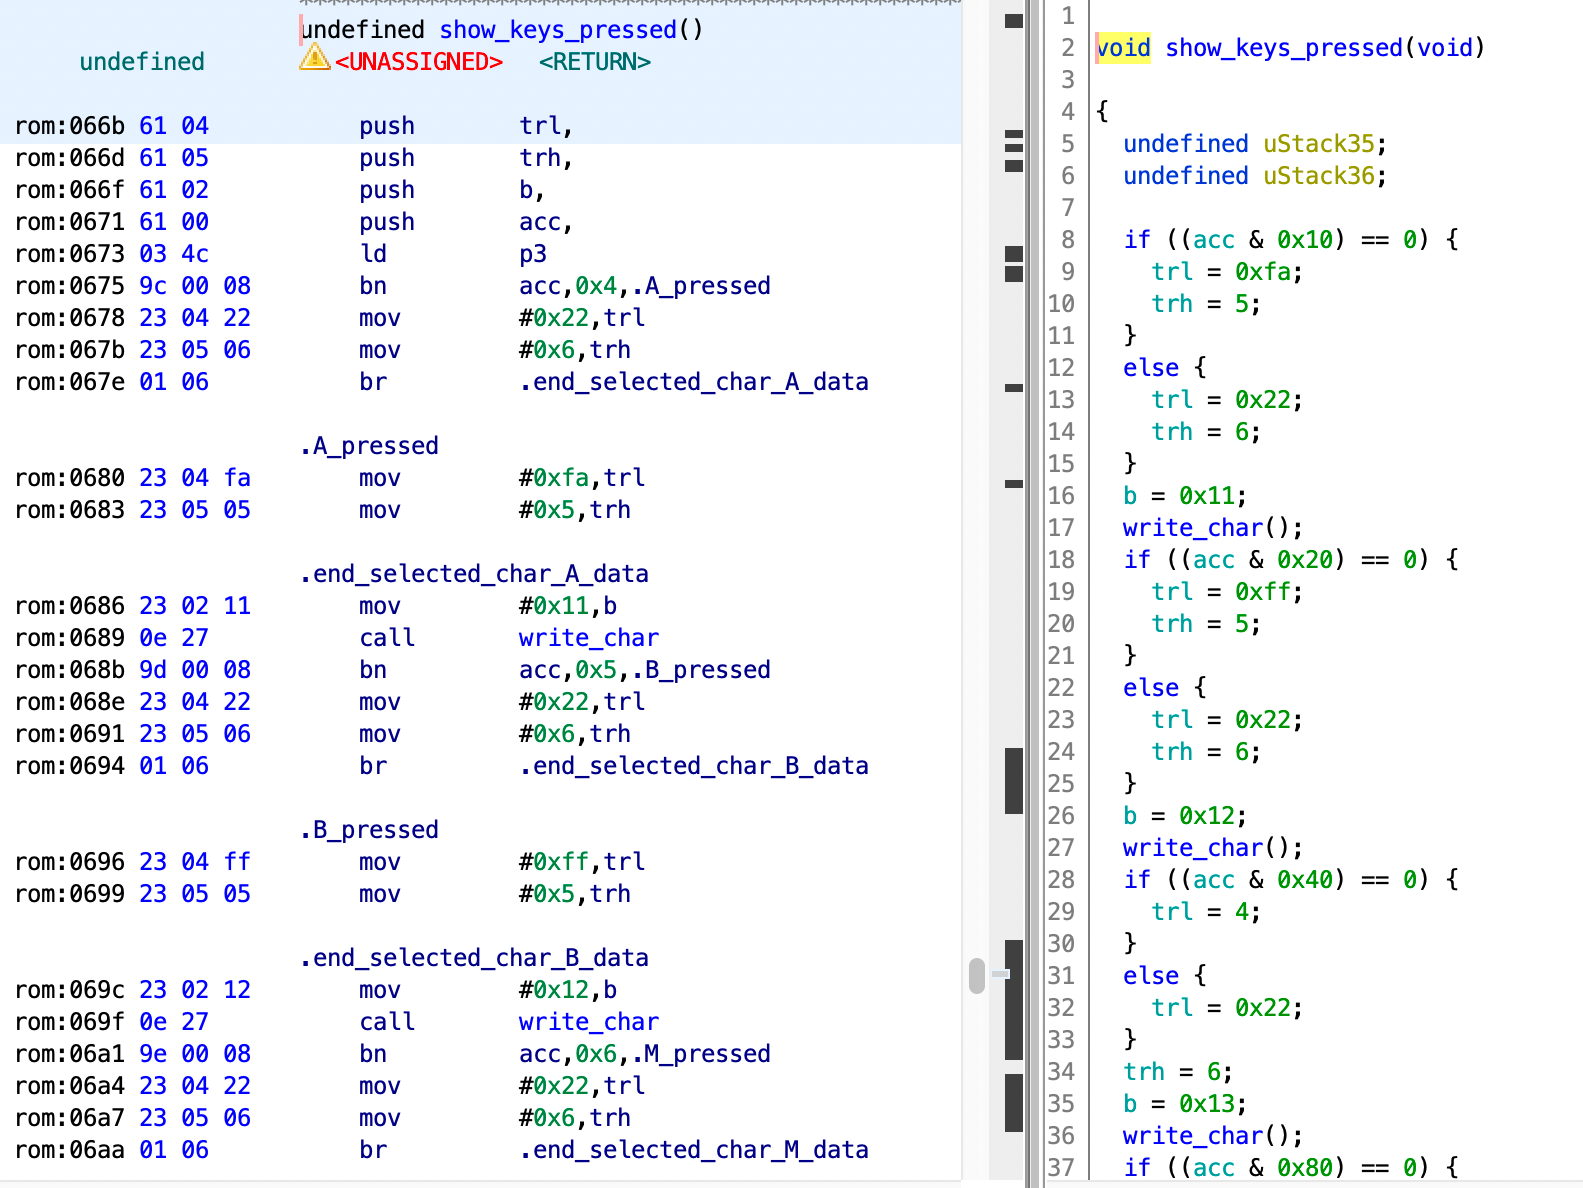 undefined show_keys_pressed()
undefined <UNASSIGNED> <RETURN>
rom:066b 61 04 push trl,
rom:066d 61 05 push trh,
rom:066f 61 02 push b,
rom:0671 61 00 push acc,
rom:0673 03 4c ld p3
rom:0675 9c 00 08 bn acc,0x4,.A_pressed
rom:0678 23 04 22 mov #0x22,trl
rom:067b 23 05 06 mov #0x6,trh
rom:067e 01 06 br .end_selected_char_A_data
.A_pressed
rom:0680 23 04 fa mov #0xfa,trl
rom:0683 23 05 05 mov #0x5,trh
.end_selected_char_A_data
rom:0686 23 02 11 mov #0x11,b
rom:0689 0e 27 call write_char
rom:068b 9d 00 08 bn acc,0x5,.B_pressed
rom:068e 23 04 22 mov #0x22,trl
rom:0691 23 05 06 mov #0x6,trh
rom:0694 01 06 br .end_selected_char_B_data
.B_pressed
rom:0696 23 04 ff mov #0xff,trl
rom:0699 23 05 05 mov #0x5,trh
.end_selected_char_B_data
rom:069c 23 02 12 mov #0x12,b
rom:069f 0e 27 call write_char
rom:06a1 9e 00 08 bn acc,0x6,.M_pressed
rom:06a4 23 04 22 mov #0x22,trl
rom:06a7 23 05 06 mov #0x6,trh
rom:06aa 01 06 br .end_selected_char_M_data
1
2 void show_keys_pressed(void)
3
4 {
5 undefined uStack35;
6 undefined uStack36;
7
8 if ((acc & 0x10) == 0) {
9 trl = 0xfa;
10 trh = 5;
11 }
12 else {
13 trl = 0x22;
14 trh = 6;
15 }
16 b = 0x11;
17 write_char();
18 if ((acc & 0x20) == 0) {
19 trl = 0xff;
20 trh = 5;
21 }
22 else {
23 trl = 0x22;
24 trh = 6;
25 }
26 b = 0x12;
27 write_char();
28 if ((acc & 0x40) == 0) {
29 trl = 4;
30 }
31 else {
32 trl = 0x22;
33 }
34 trh = 6;
35 b = 0x13;
36 write_char();
37 if ((acc & 0x80) == 0) {